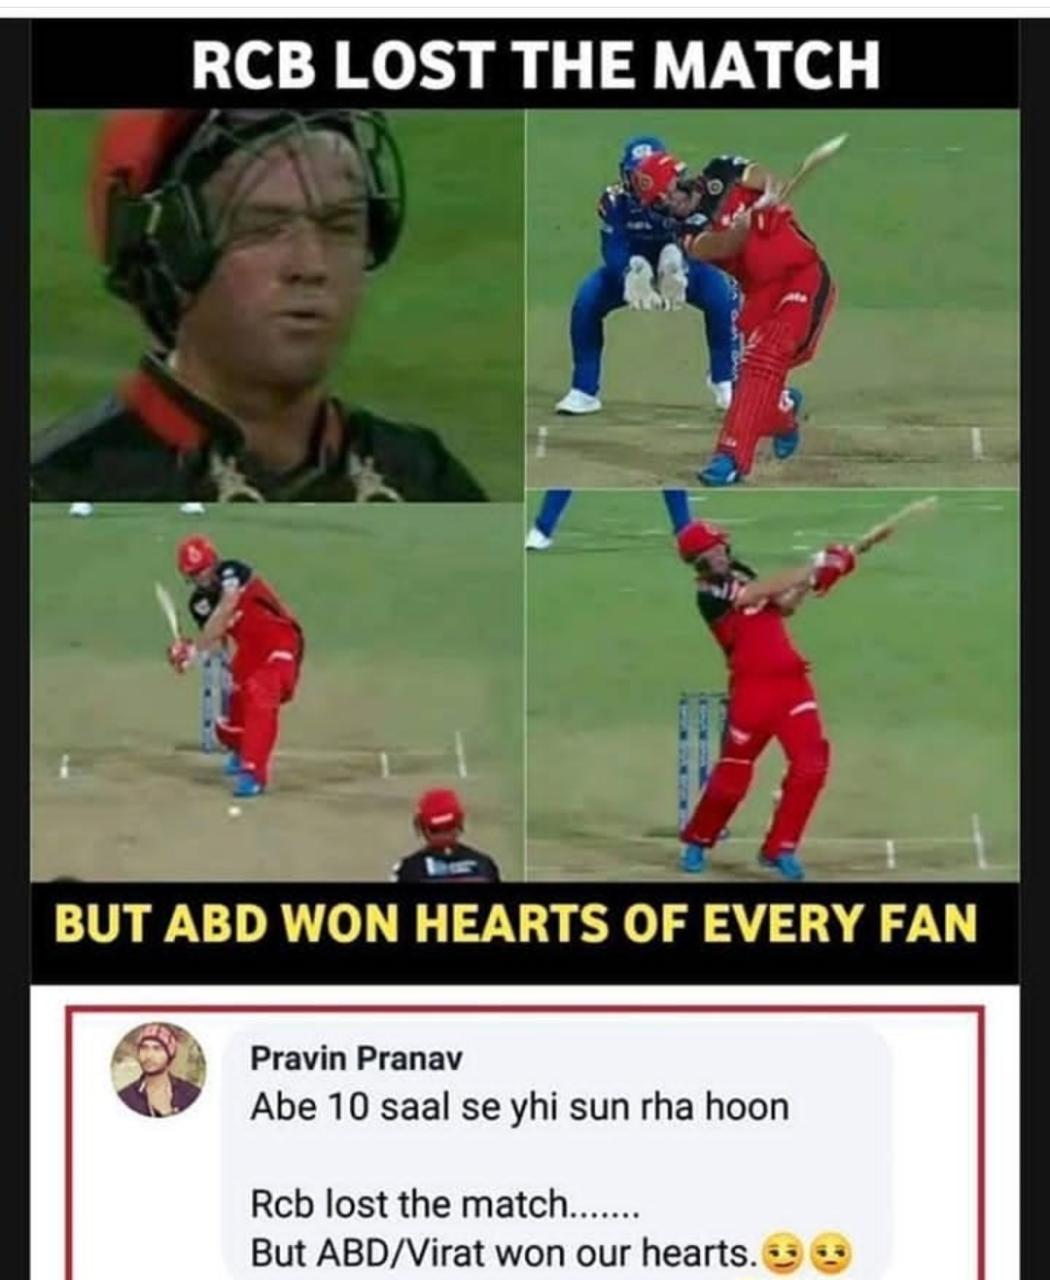 RCB LOST THE MATCH
BUT ABD WON HEARTS OF EVERY FAN
Pravin Pranav
Abe 10 saal se yhi sun rha hoon
Rcb lost the match.......
But ABD/Virat won our hearts.😏😒